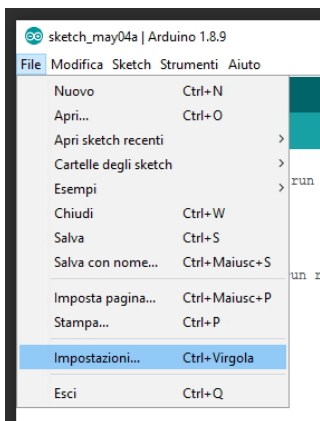 sketch_may04a | Arduino 1.8.9
File Modifica Sketch Strumenti Aiuto
Nuovo Ctrl+N
Apri... Ctrl+O
Apri sketch recenti >
Cartelle degli sketch >
Esempi >
run
Chiudi Ctrl+W
Salva Ctrl+S
Salva con nome... Ctrl+Maiusc+S
un r
Imposta pagina... Ctrl+Maiusc+P
Stampa... Ctrl+P
Impostazioni... Ctrl+Virgola
Esci Ctrl+Q